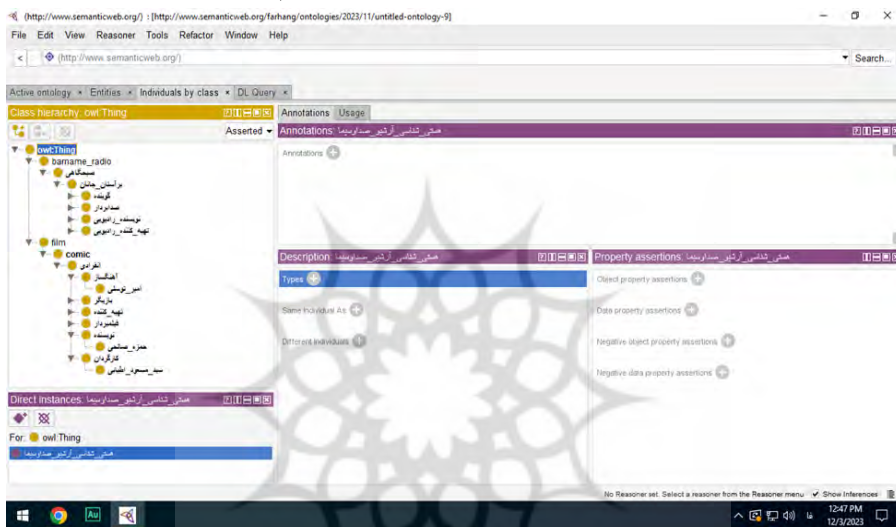 (http://www.semanticweb.org/) : [http://www.semanticweb.org/farhang/ontologies/2023/11/untitled-ontology-9]
File Edit View Reasoner Tools Refactor Window Help
< (http://www.semanticweb.org/) Search...
Active ontology × Entities × Individuals by class × DL Query ×
Class hierarchy: owl:Thing
Asserted
owl:Thing
barname_radio
سیمگاهی
برآستان_جانان
گوینده
صدابردار
نویسنده_رادیویی
تهیه_کننده_رادیویی
film
comic
انفرادی
آهنگساز
امیر_توسلی
بازیگر
تهیه_کننده
فیلمبردار
نویسنده
حمزه_صالحی
کارگردان
سید_مسعود_اطیابی
Direct Instances: هستی_شناسی_آرشیو_صداوسیما
For: owl:Thing
هستی_شناسی_آرشیو_صداوسیما
Annotations Usage
Annotations: هستی_شناسی_آرشیو_صداوسیما
Annotations
Description: هستی_شناسی_آرشیو_صداوسیما
Types
Same Individual As
Different Individuals
Property assertions: هستی_شناسی_آرشیو_صداوسیما
Object property assertions
Data property assertions
Negative object property assertions
Negative data property assertions
No Reasoner set. Select a reasoner from the Reasoner menu Show Inferences
Au
12:47 PM
12/3/2023